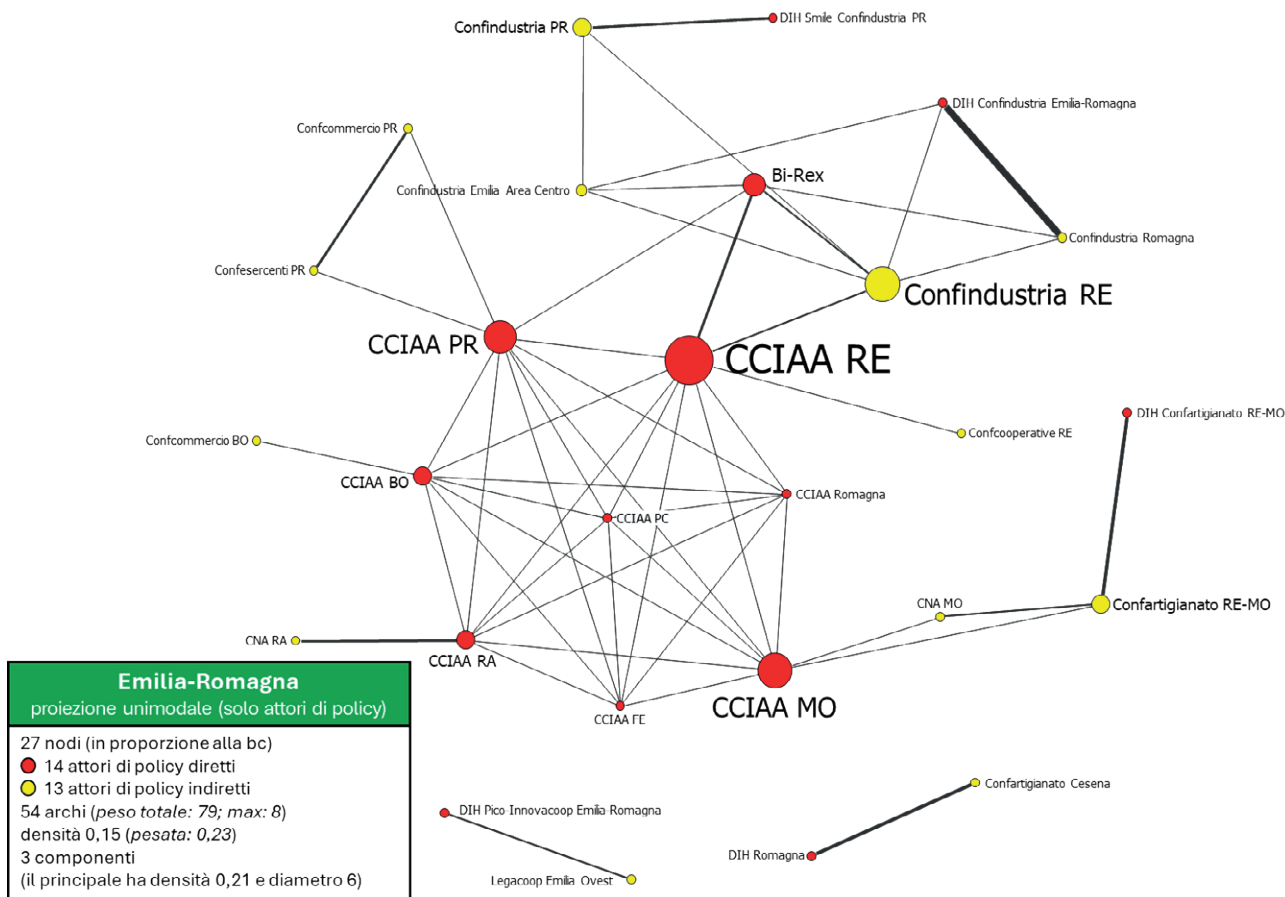 DIH Smile Confindustria PR
Confindustria PR
DIH Confindustria Emilia-Romagna
Confcommercio PR
Bi-Rex
Confindustria Emilia Area Centro
Confindustria Romagna
Confesercenti PR
Confindustria RE
CCIAA PR
CCIAA RE
DIH Confartigianato RE-MO
Confcooperative RE
Confcommercio BO
CCIAA BO
CCIAA Romagna
CCIAA PC
CNA MO
Confartigianato RE-MO
CNA RA
CCIAA RA
CCIAA MO
CCIAA FE
Emilia-Romagna
proiezione unimodale (solo attori di policy)
27 nodi (in proporzione alla bc)
14 attori di policy diretti
13 attori di policy indiretti
54 archi (peso totale: 79; max: 8)
densità 0,15 (pesata: 0,23)
3 componenti
(il principale ha densità 0,21 e diametro 6)
Confartigianato Cesena
DIH Pico Innovacoop Emilia-Romagna
DIH Romagna
Legacoop Emilia Ovest